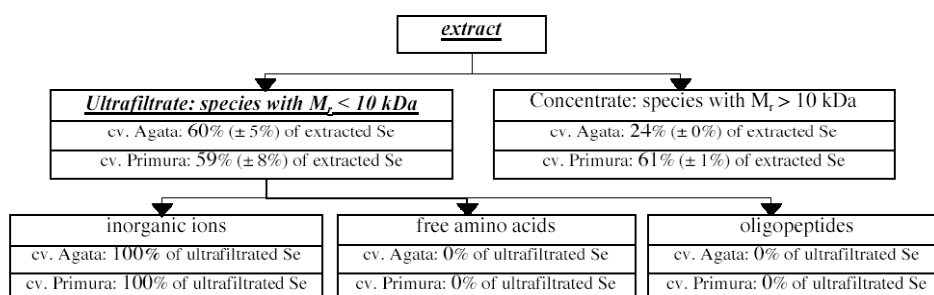 extract
Ultrafiltrate: species with Mr < 10 kDa
cv. Agata: 60% (± 5%) of extracted Se
cv. Primura: 59% (± 8%) of extracted Se
Concentrate: species with Mr > 10 kDa
cv. Agata: 24% (± 0%) of extracted Se
cv. Primura: 61% (± 1%) of extracted Se
inorganic ions
cv. Agata: 100% of ultrafiltrated Se
cv. Primura: 100% of ultrafiltrated Se
free amino acids
cv. Agata: 0% of ultrafiltrated Se
cv. Primura: 0% of ultrafiltrated Se
oligopeptides
cv. Agata: 0% of ultrafiltrated Se
cv. Primura: 0% of ultrafiltrated Se